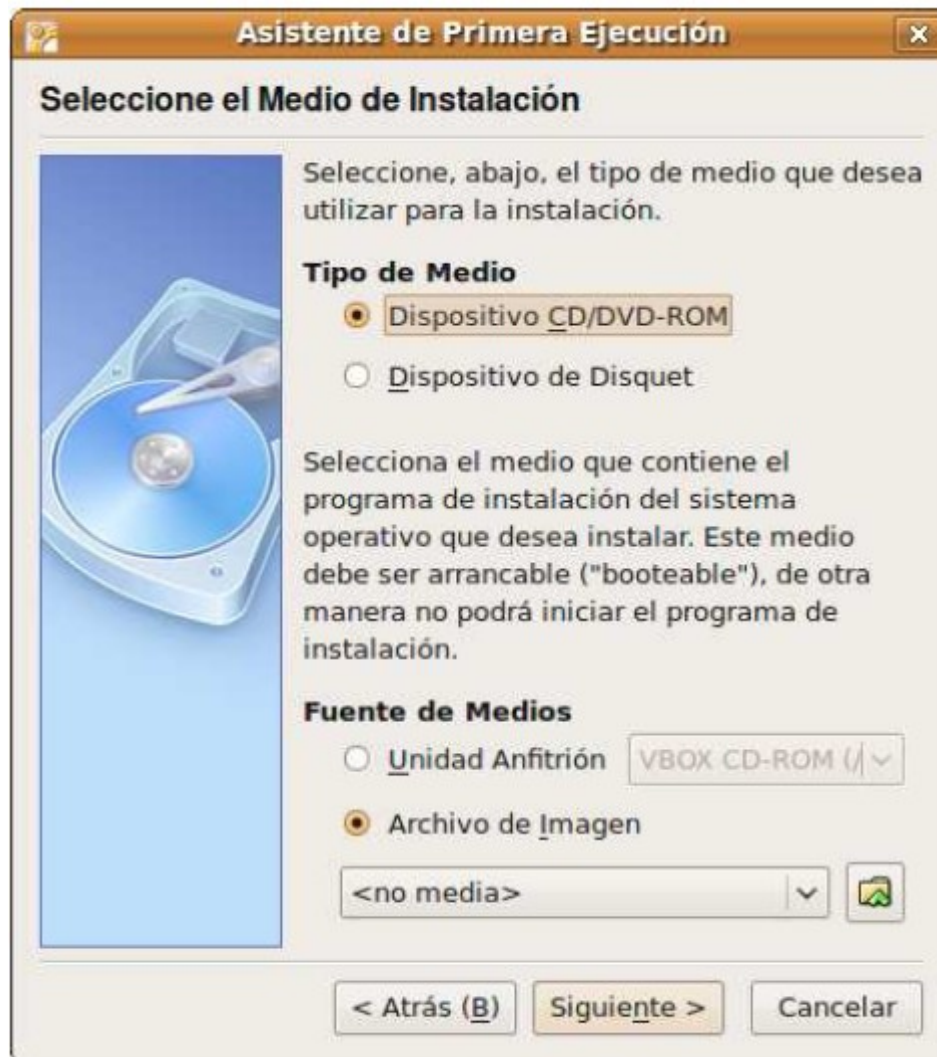 Asistente de Primera Ejecución
Seleccione el Medio de Instalación
Seleccione, abajo, el tipo de medio que desea
utilizar para la instalación.
Tipo de Medio
Dispositivo CD/DVD-ROM
Dispositivo de Disquet
Selecciona el medio que contiene el
programa de instalación del sistema
operativo que desea instalar. Este medio
debe ser arrancable ("booteable"), de otra
manera no podrá iniciar el programa de
instalación.
Fuente de Medios
Unidad Anfitrión VBOX CD-ROM (/
Archivo de Imagen
<no media>
< Atrás (B) Siguiente > Cancelar